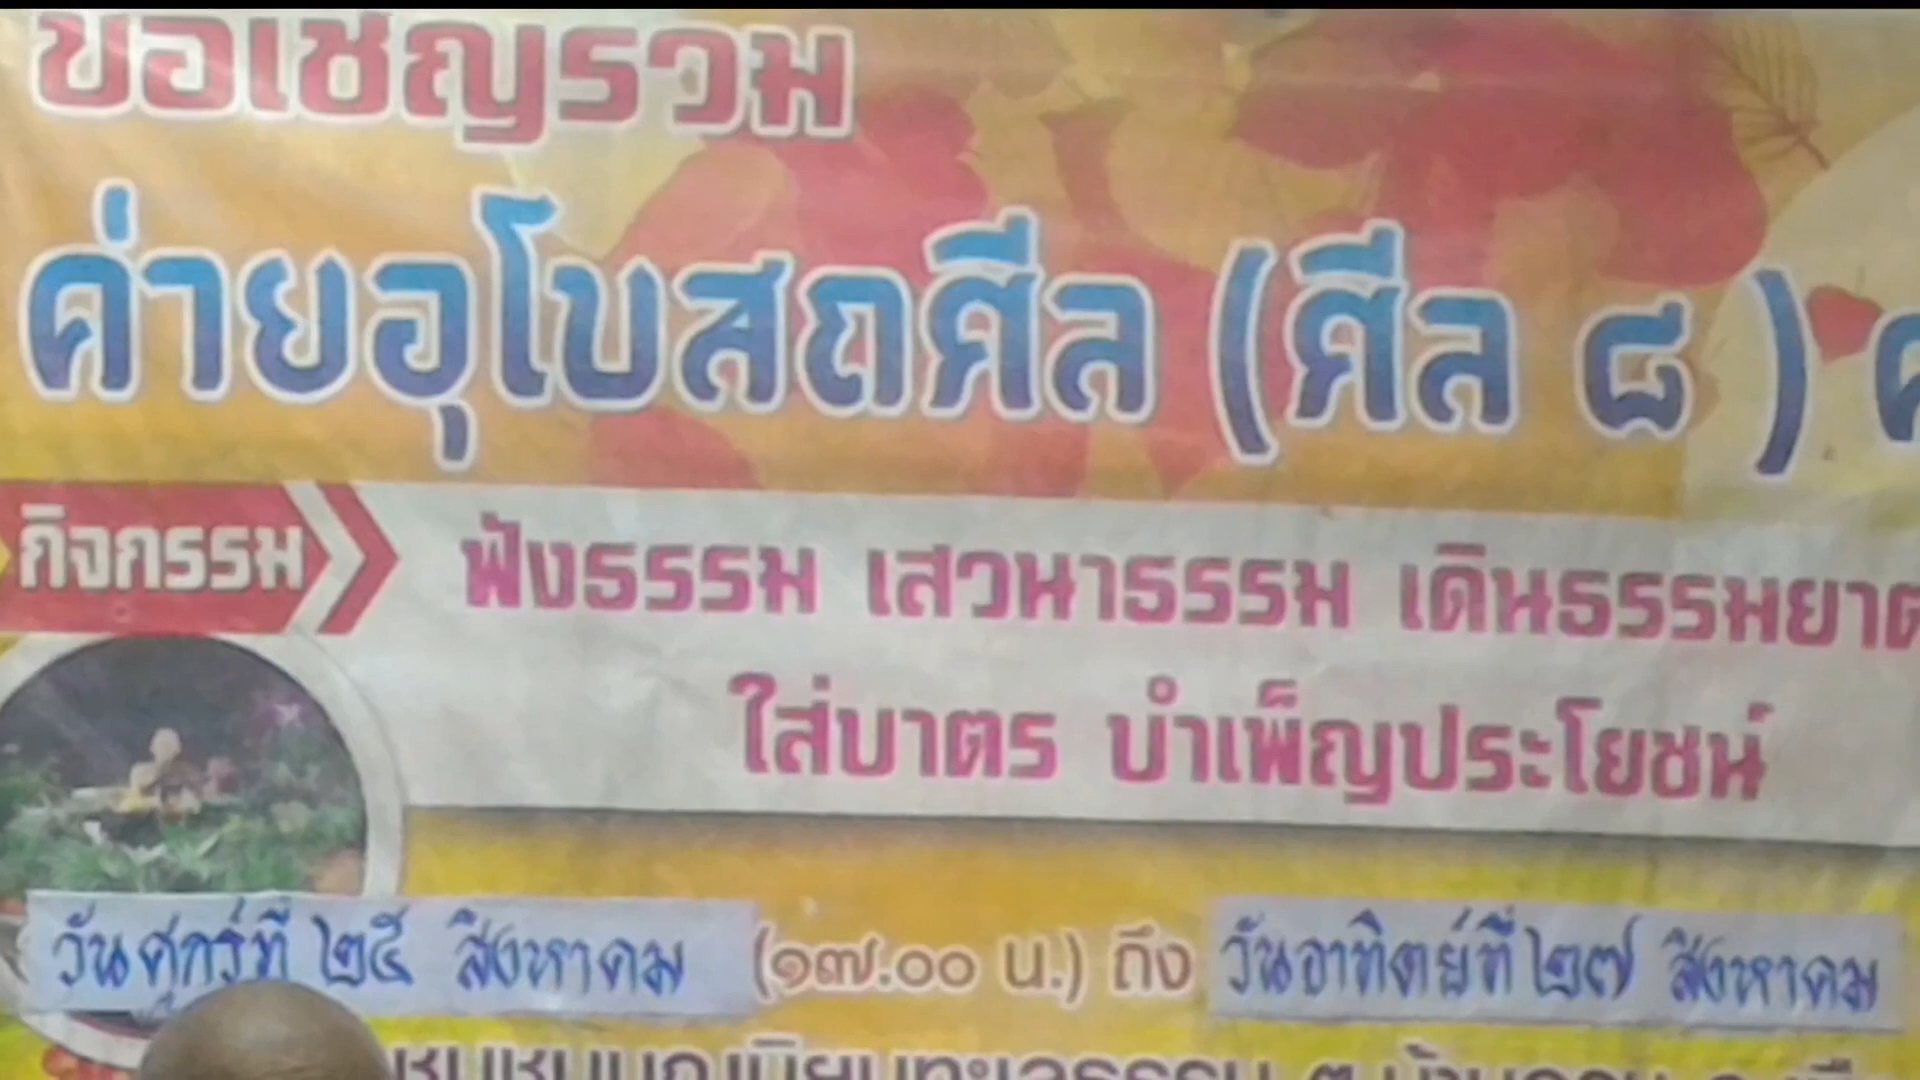 ขอเชิญร่วม
ค่ายอุโบสถศีล (ศีล ๘ )
กิจกรรม ฟังธรรม เสวนาธรรม เดินธรรมยาต
ใส่บาตร บำเพ็ญประโยชน์
วันศุกร์ที่ ๒๕ สิงหาคม (๑๗.๐๐ น.) ถึง วันอาทิตย์ที่ ๒๗ สิงหาคม